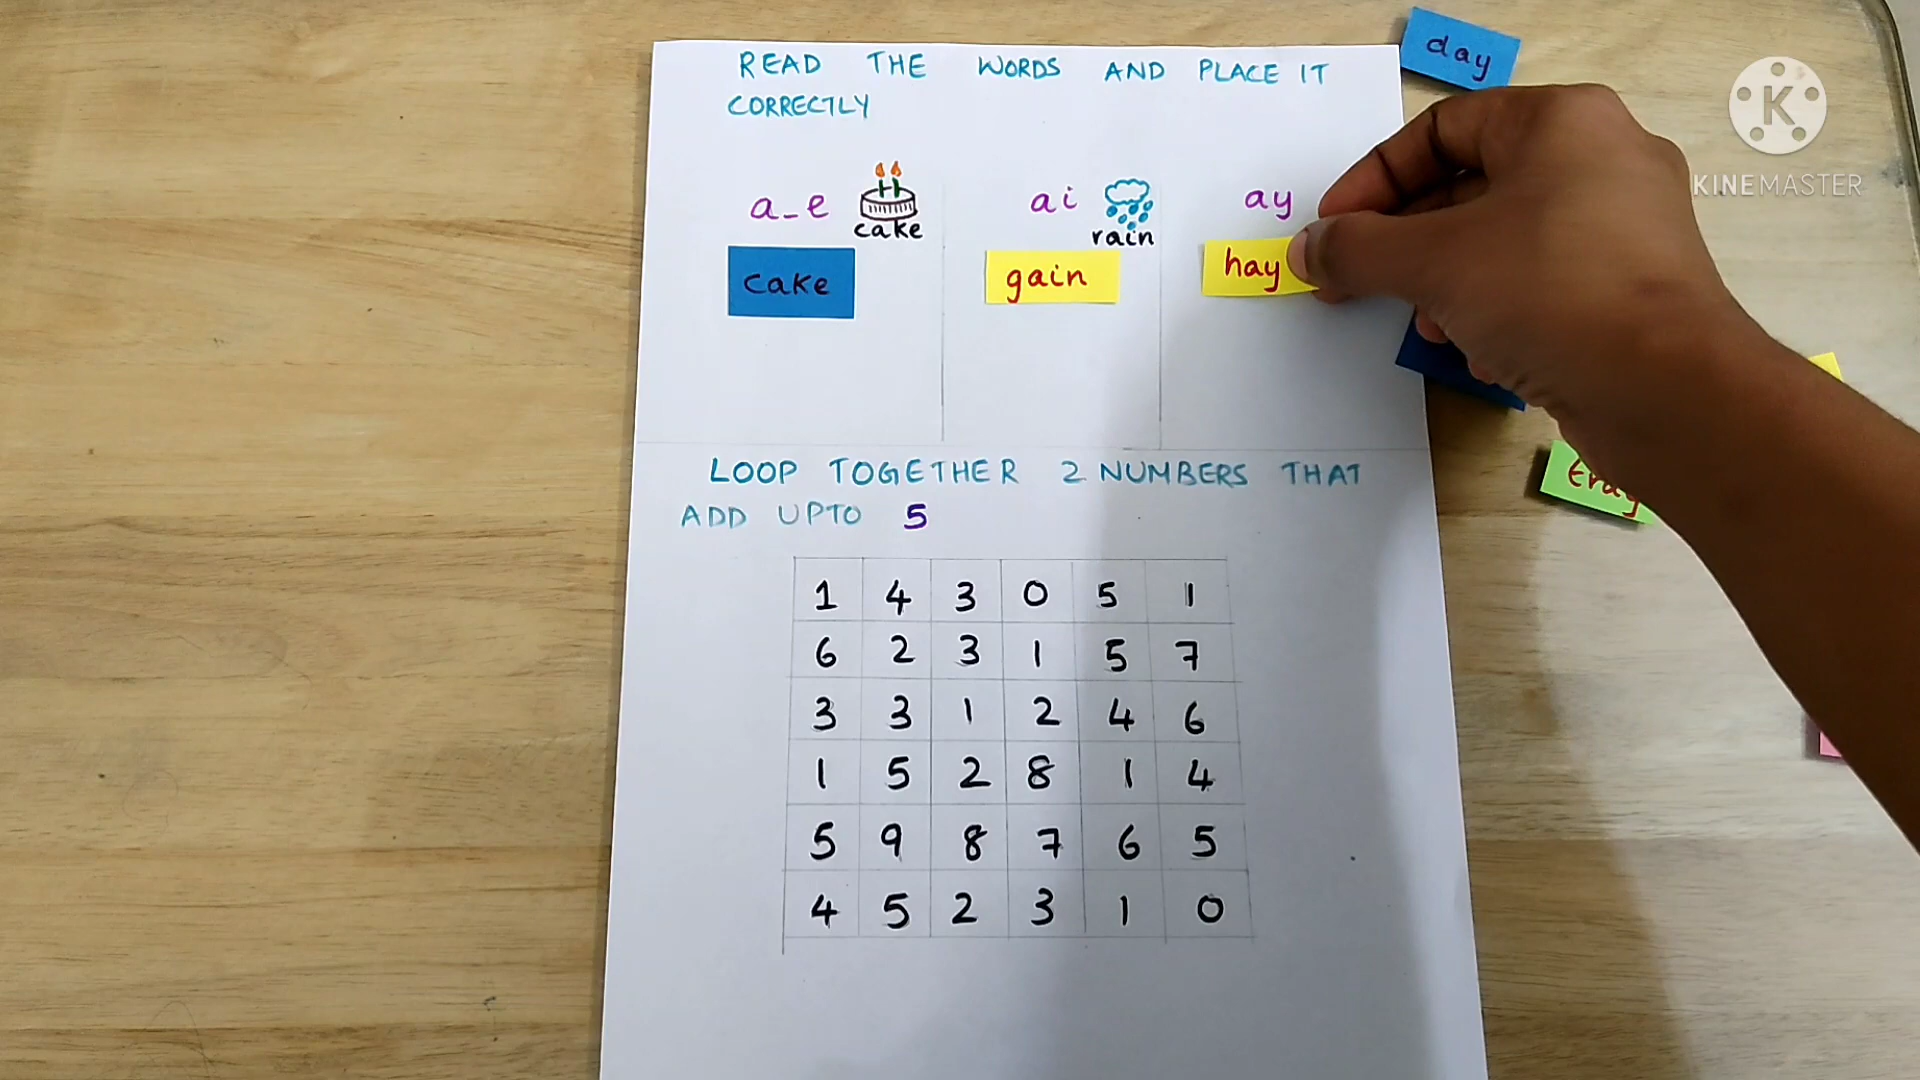 READ THE WORDS AND PLACE IT
CORRECTLY
day
K
KINEMASTER
a_e
cake
ai
rain
ay
cake
gain
hay
tray
LOOP TOGETHER 2 NUMBERS THAT
ADD UPTO 5
1 4 3 0 5 1
6 2 3 1 5 7
3 3 1 2 4 6
1 5 2 8 1 4
5 9 8 7 6 5
4 5 2 3 1 0